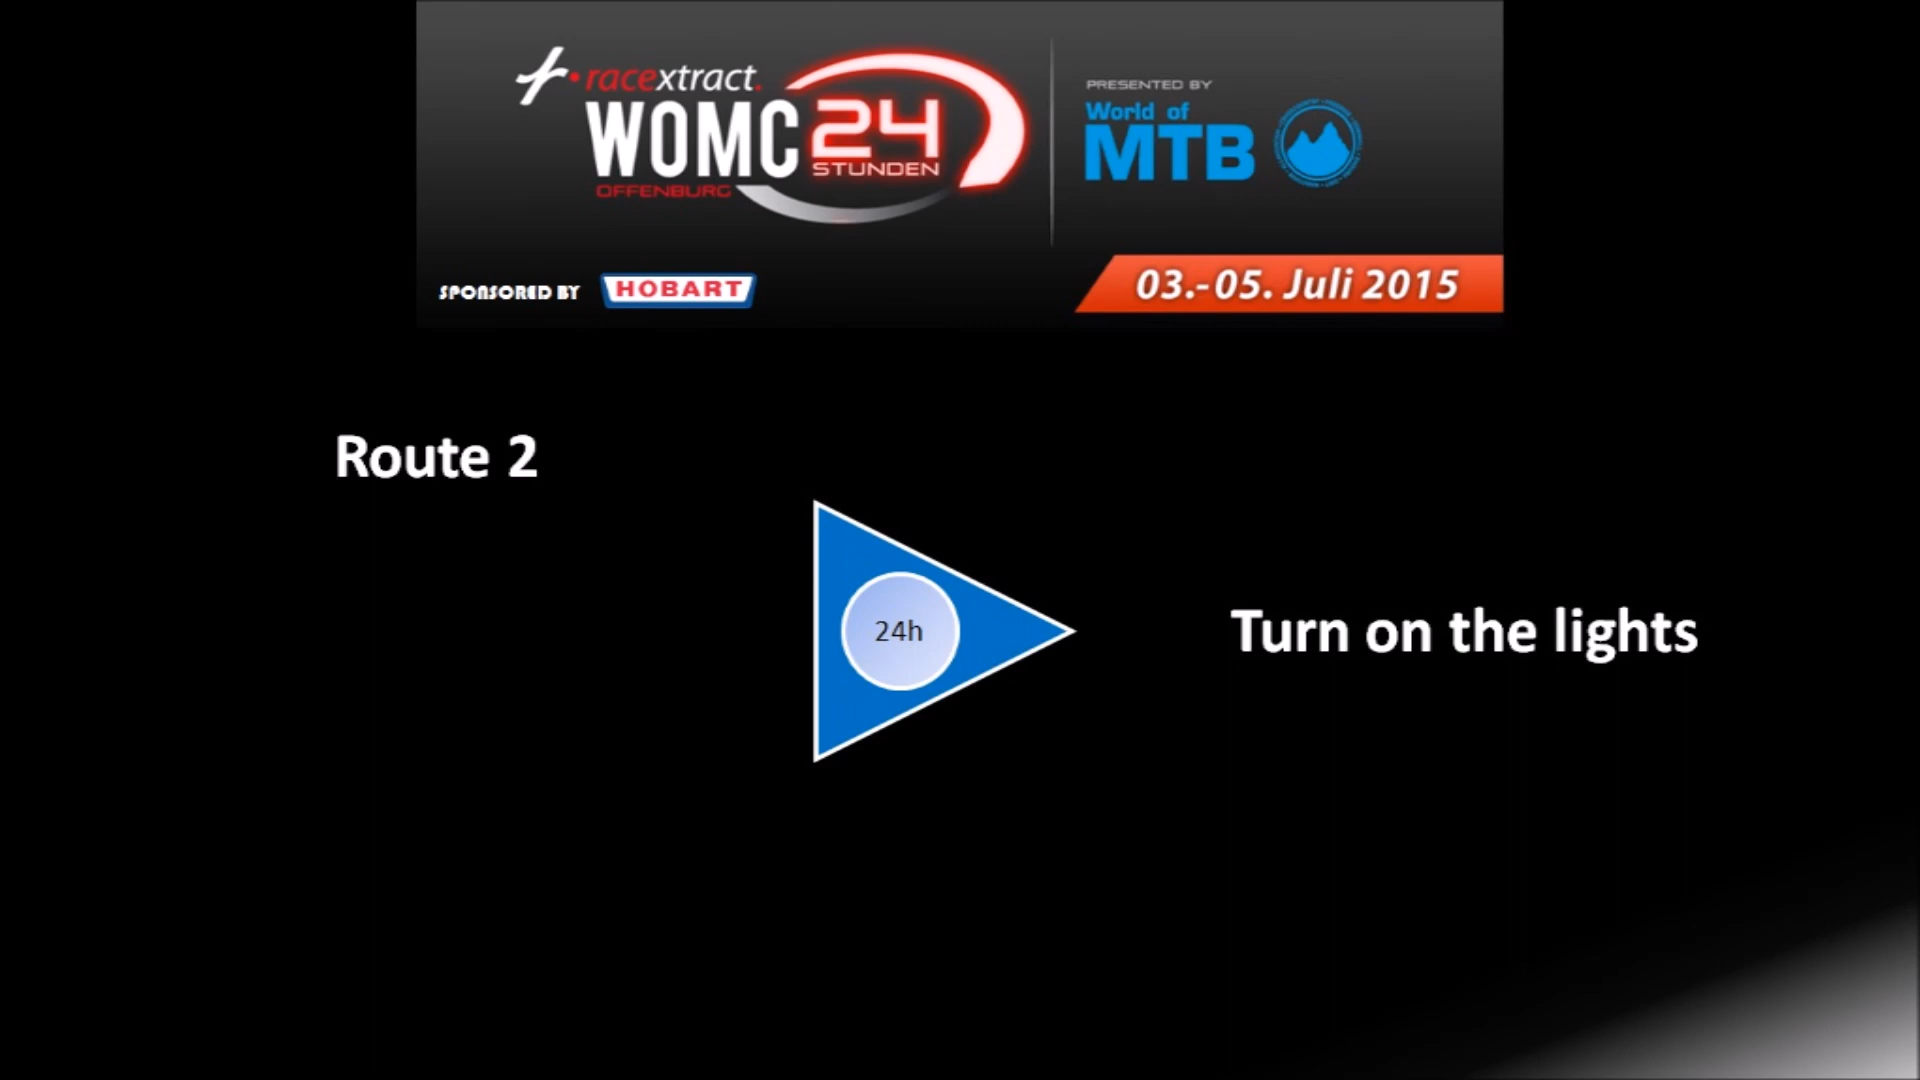 racextract.
WOMC 24
STUNDEN
OFFENBURG
PRESENTED BY
World of
MTB
SPONSORED BY HOBART
03.-05. Juli 2015
Route 2
24h
Turn on the lights